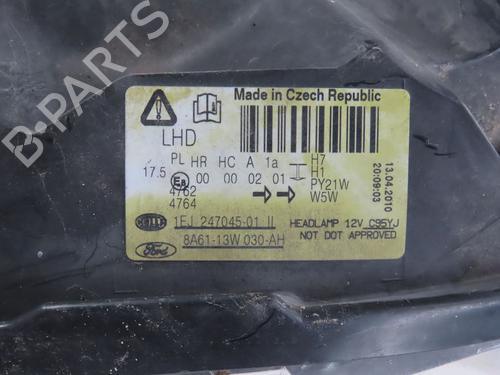 Made in Czech Republic
LHD
PL HR HC A 1a
17.5
00 00 02 01
4762
4764
H7
H1
PY21W
W5W
13.04.2010
20:09:03
1EJ 247045-01 II
HEADLAMP 12V C95YJ
NOT DOT APPROVED
HELLA
Ford
8A61-13W 030-AH
B-PARTS